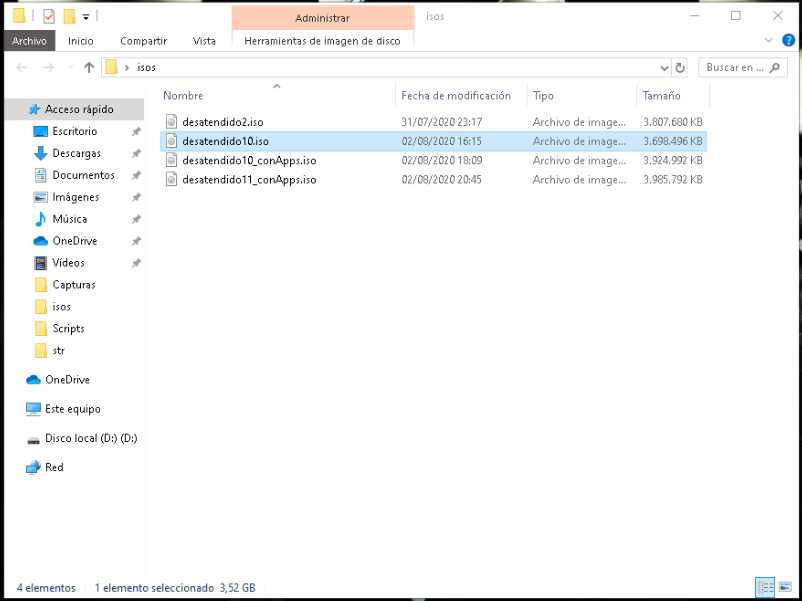 Administrar
isos
Archivo Inicio Compartir Vista Herramientas de imagen de disco
isos
Buscar en ...
Nombre Fecha de modificación Tipo Tamaño
desatendido2.iso 31/07/2020 23:17 Archivo de image... 3.807.680 KB
desatendido10.iso 02/08/2020 16:15 Archivo de image... 3.698.496 KB
desatendido10_conApps.iso 02/08/2020 18:09 Archivo de image... 3.924.992 KB
desatendido11_conApps.iso 02/08/2020 20:45 Archivo de image... 3.985.792 KB
Acceso rápido
Escritorio
Descargas
Documentos
Imágenes
Música
OneDrive
Vídeos
Capturas
isos
Scripts
str
OneDrive
Este equipo
Disco local (D:) (D:)
Red
4 elementos 1 elemento seleccionado 3,52 GB